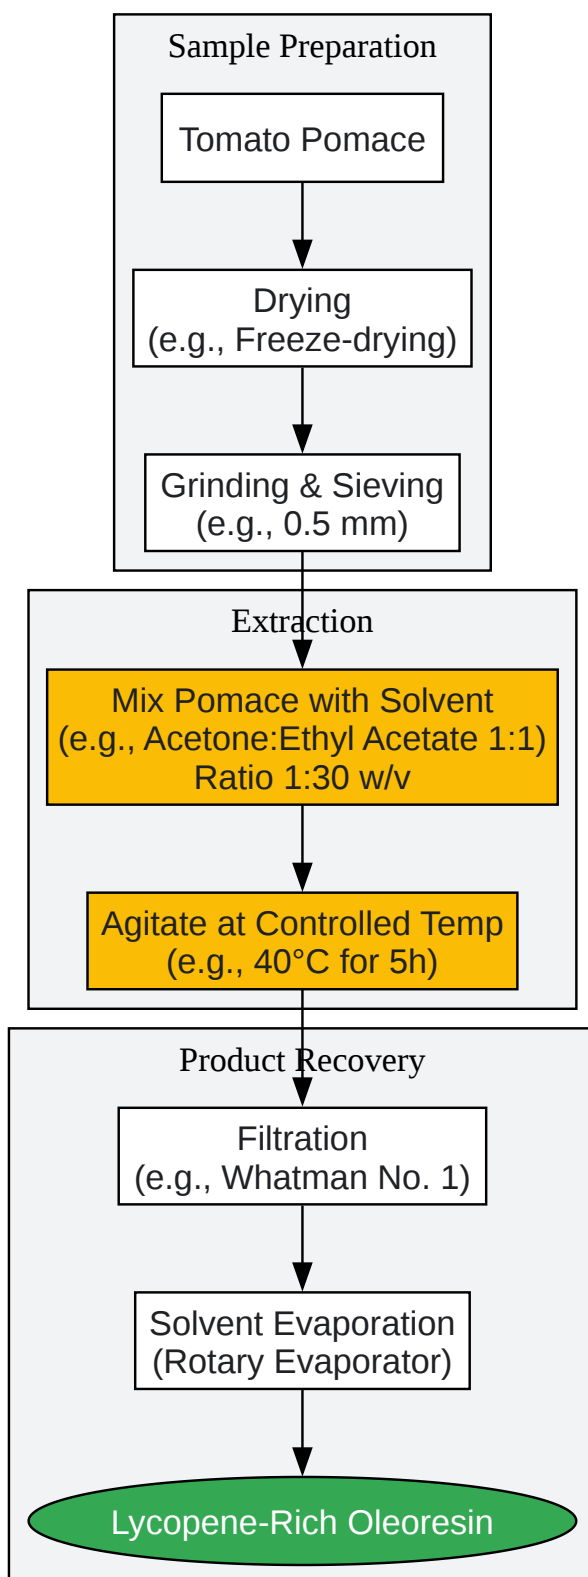 Sample Preparation
Tomato Pomace
Drying
(e.g., Freeze-drying)
Grinding & Sieving
(e.g., 0.5 mm)
Extraction
Mix Pomace with Solvent
(e.g., Acetone:Ethyl Acetate 1:1)
Ratio 1:30 w/v
Agitate at Controlled Temp
(e.g., 40°C for 5h)
Product Recovery
Filtration
(e.g., Whatman No. 1)
Solvent Evaporation
(Rotary Evaporator)
Lycopene-Rich Oleoresin